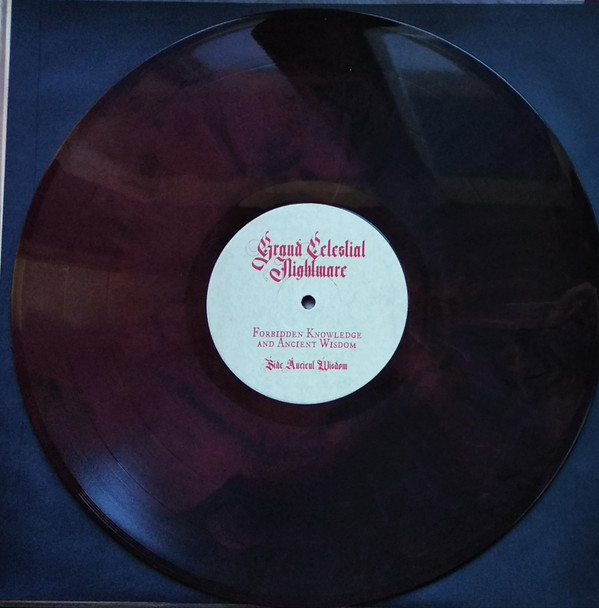 Grand Celestial
Nightmare
Forbidden Knowledge
and Ancient Wisdom
Side Ancient Wisdom